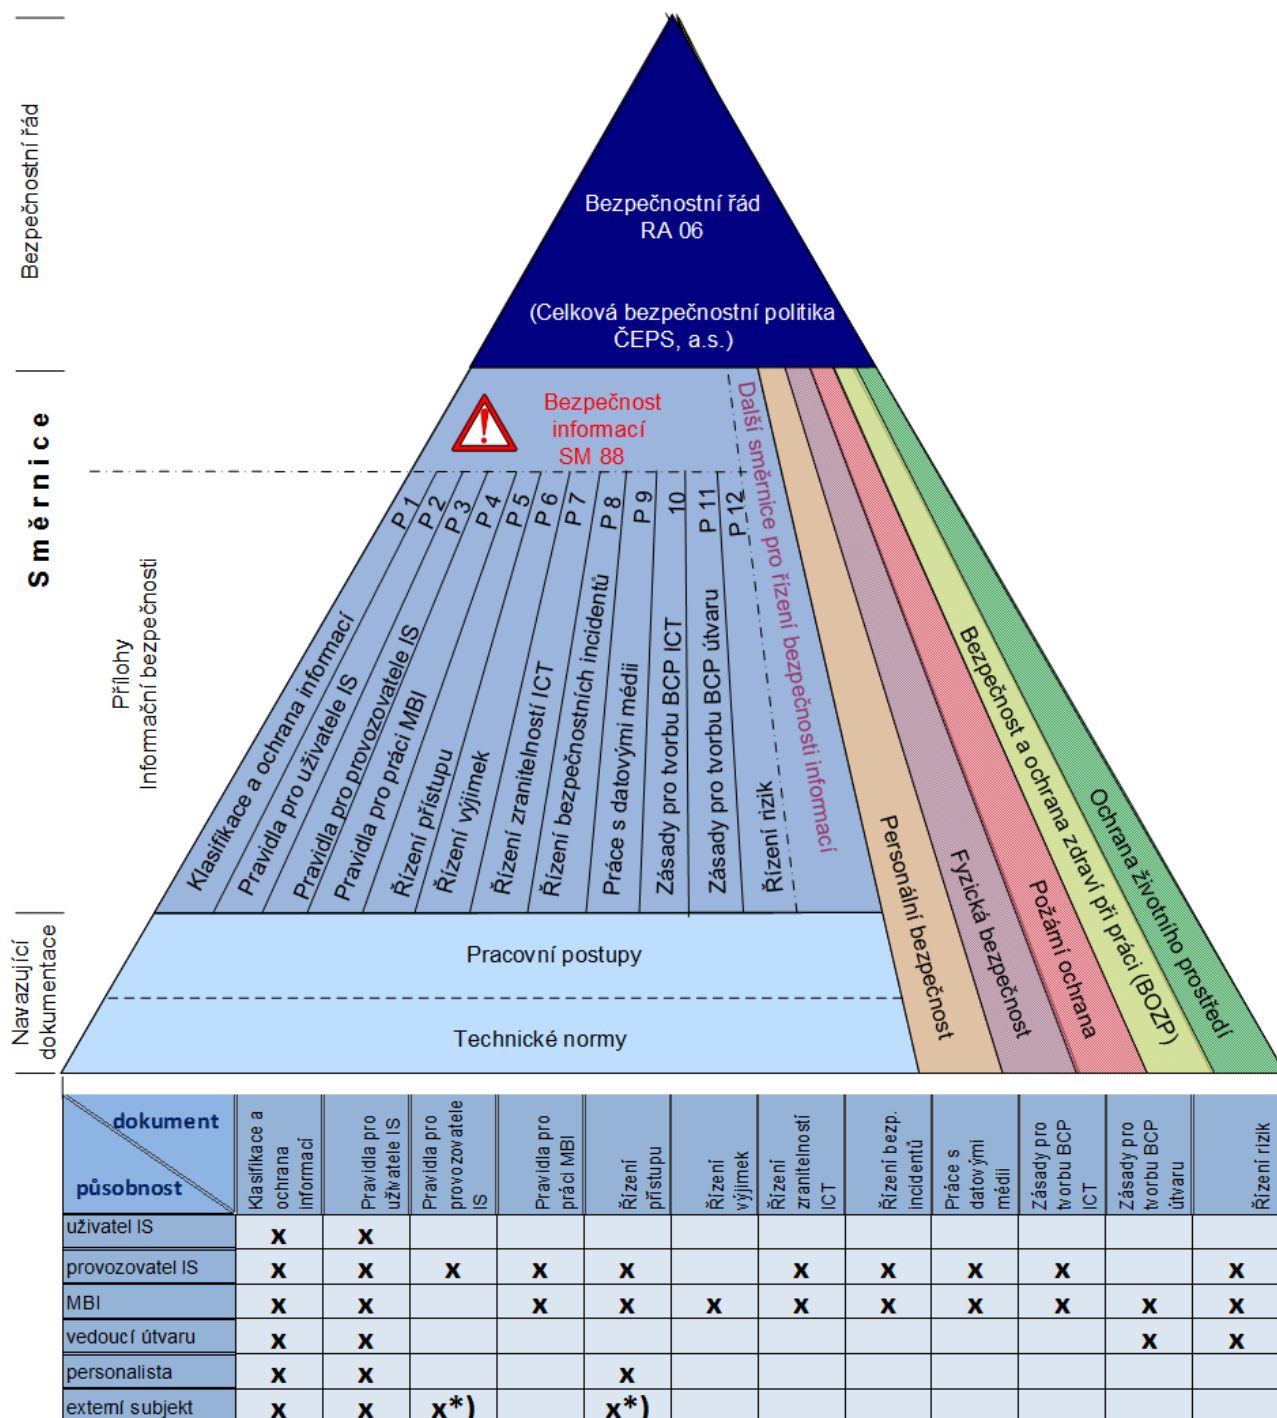 Bezpečnostní řád
Bezpečnostní řád
RA 06
(Celková bezpečnostní politika
ČEPS, a.s.)
Směrnice
Bezpečnost
informací
SM 88
Další směrnice pro řízení bezpečnosti informací
Přílohy
Informační bezpečnosti
P 1
P 2
P 3
P 4
P 5
P 6
P 7
P 8
P 9
10
P 11
P 12
Klasifikace a ochrana informací
Pravidla pro uživatele IS
Pravidla pro provozovatele IS
Pravidla pro práci MBI
Řízení přístupu
Řízení výjimek
Řízení zranitelností ICT
Řízení bezpečnostních incidentů
Práce s datovými médii
Zásady pro tvorbu BCP ICT
Zásady pro tvorbu BCP útvaru
Řízení rizik
Personální bezpečnost
Fyzická bezpečnost
Požární ochrana
Bezpečnost a ochrana zdraví při práci (BOZP)
Ochrana životního prostředí
Navazující
dokumentace
Pracovní postupy
Technické normy
dokument
působnost
Klasifikace a
ochrana
informací
Pravidla pro
uživatele IS
Pravidla pro
provozovatele
IS
Pravidla pro
práci MBI
Řízení
přístupu
Řízení
výjimek
Řízení
zranitelností
ICT
Řízení bezp.
incidentů
Práce s
datovými
médii
Zásady pro
tvorbu BCP
ICT
Zásady pro
tvorbu BCP
útvaru
Řízení rizik
uživatel IS x x
provozovatel IS x x x x x x x x x x
MBI x x x x x x x x x x x
vedoucí útvaru x x x x
personalista x x x
externí subjekt x x x*) x*)